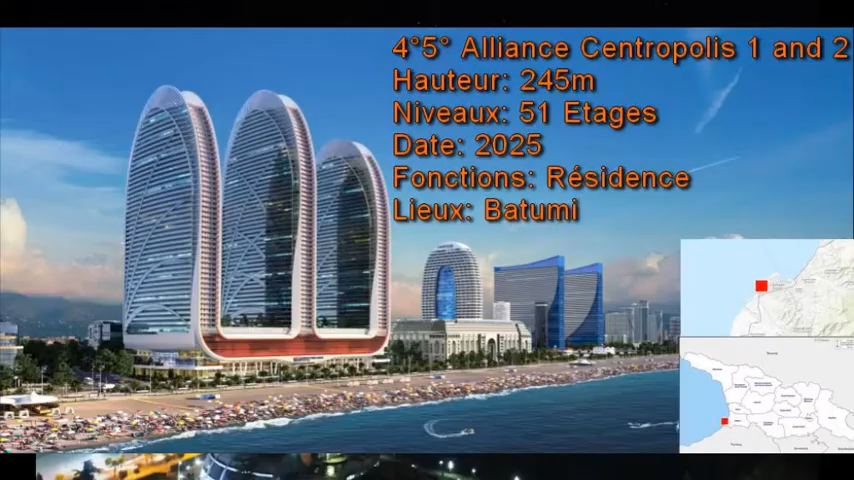 4°5° Alliance Centropolis 1 and 2
Hauteur: 245m
Niveaux: 51 Etages
Date: 2025
Fonctions: Résidence
Lieux: Batumi